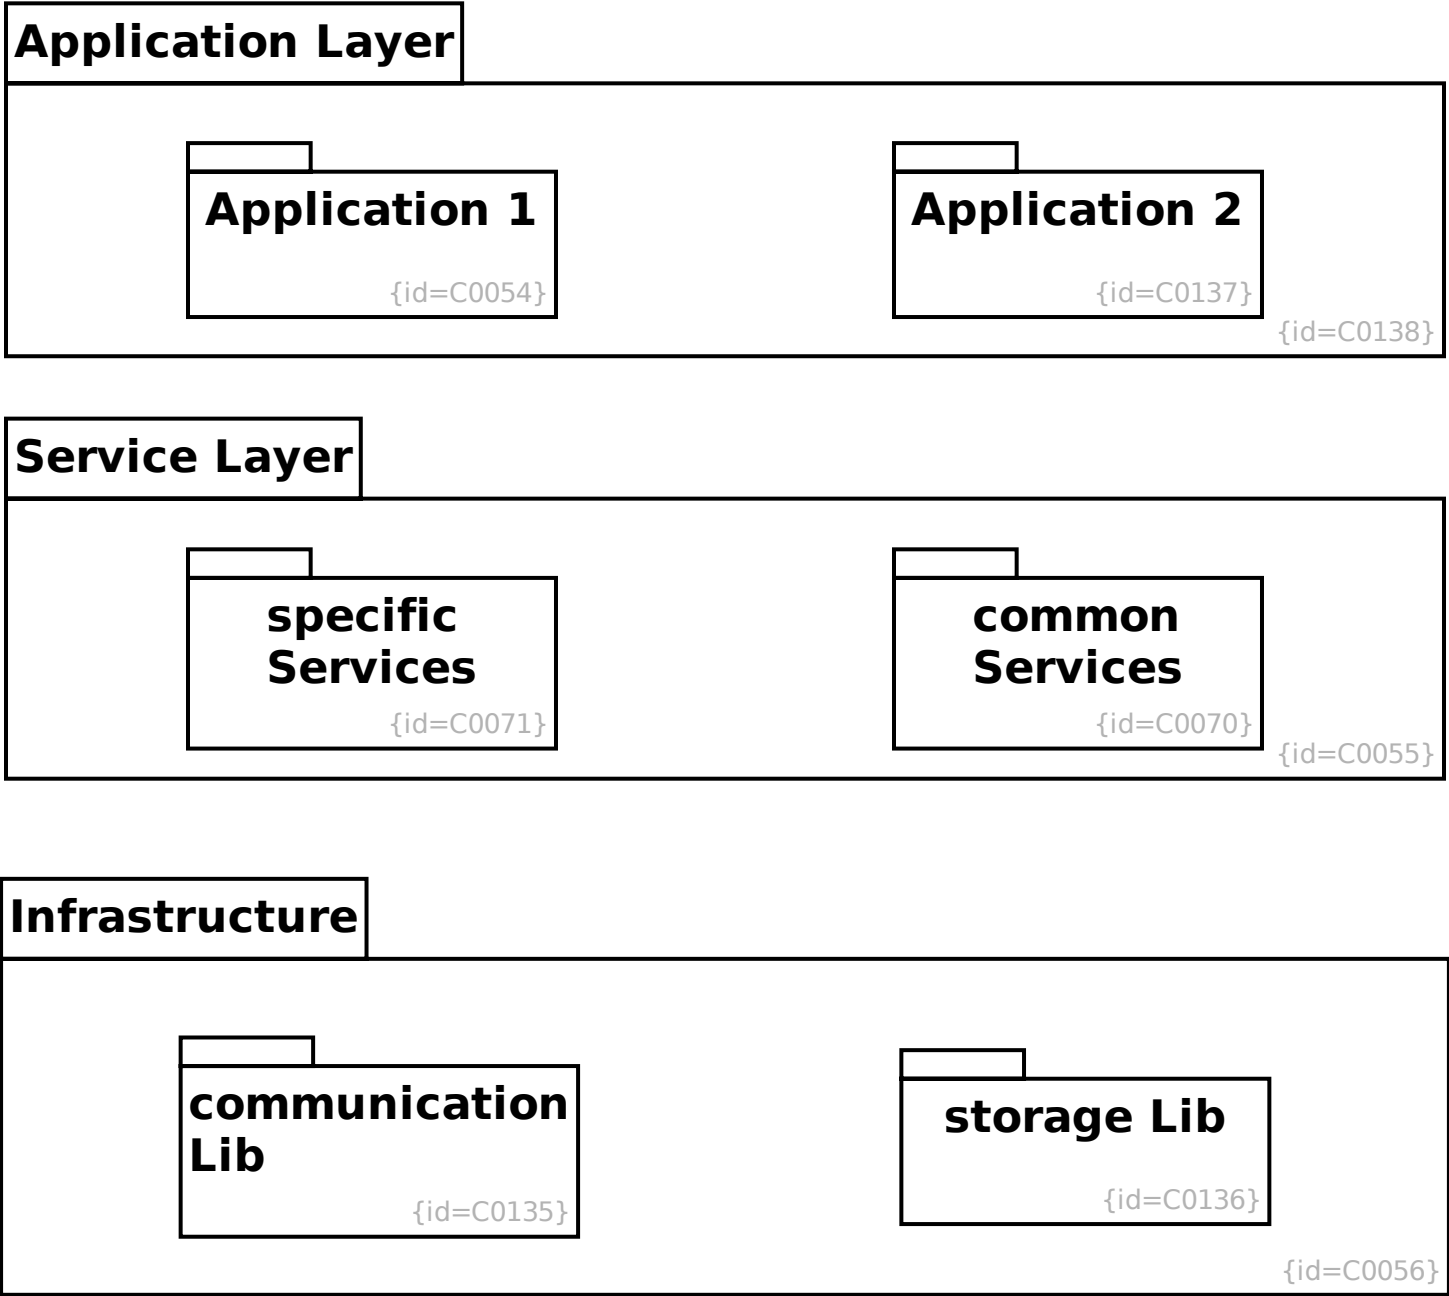 Application Layer
Application 1
{id=C0054}
Application 2
{id=C0137}
{id=C0138}
Service Layer
specific
Services
{id=C0071}
common
Services
{id=C0070}
{id=C0055}
Infrastructure
communication
Lib
{id=C0135}
storage Lib
{id=C0136}
{id=C0056}